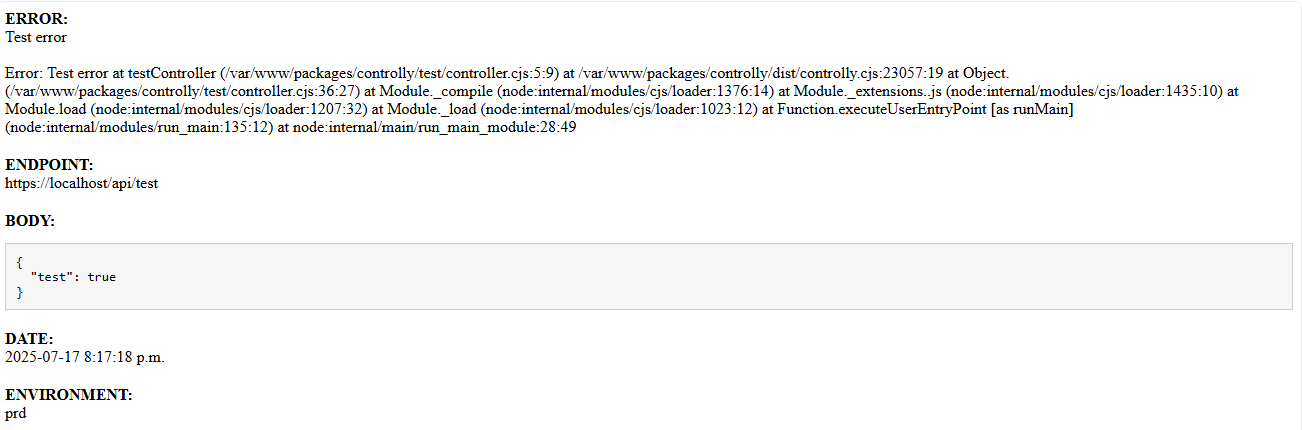 ERROR:
Test error
Error: Test error at testController (/var/www/packages/controlly/test/controller.cjs:5:9) at /var/www/packages/controlly/dist/controlly.cjs:23057:19 at Object.
(/var/www/packages/controlly/test/controller.cjs:36:27) at Module._compile (node:internal/modules/cjs/loader:1376:14) at Module._extensions..js (node:internal/modules/cjs/loader:1435:10) at
Module.load (node:internal/modules/cjs/loader:1207:32) at Module._load (node:internal/modules/cjs/loader:1023:12) at Function.executeUserEntryPoint [as runMain]
(node:internal/modules/run_main:135:12) at node:internal/main/run_main_module:28:49
ENDPOINT:
https://localhost/api/test
BODY:
{
  "test": true
}
DATE:
2025-07-17 8:17:18 p.m.
ENVIRONMENT:
prd